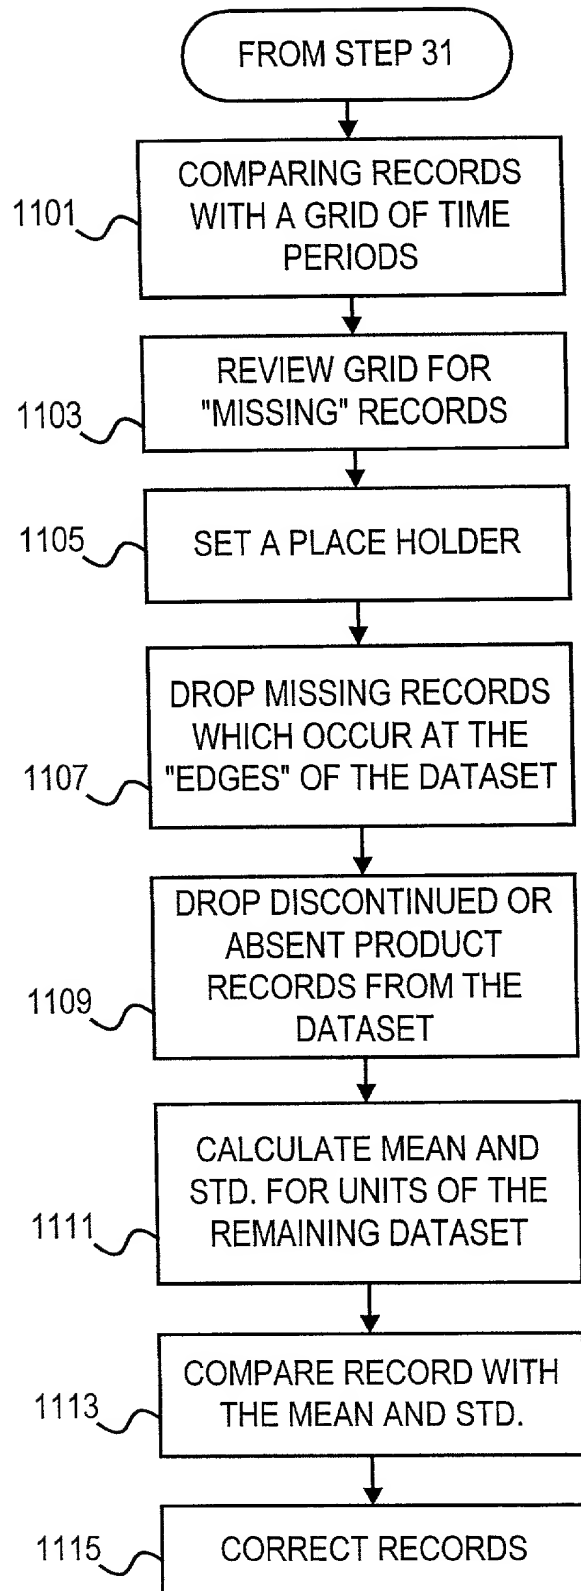 FROM STEP 31
1101
COMPARING RECORDS
WITH A GRID OF TIME
PERIODS
1103
REVIEW GRID FOR
"MISSING" RECORDS
1105
SET A PLACE HOLDER
1107
DROP MISSING RECORDS
WHICH OCCUR AT THE
"EDGES" OF THE DATASET
1109
DROP DISCONTINUED OR
ABSENT PRODUCT
RECORDS FROM THE
DATASET
1111
CALCULATE MEAN AND
STD. FOR UNITS OF THE
REMAINING DATASET
1113
COMPARE RECORD WITH
THE MEAN AND STD.
1115
CORRECT RECORDS